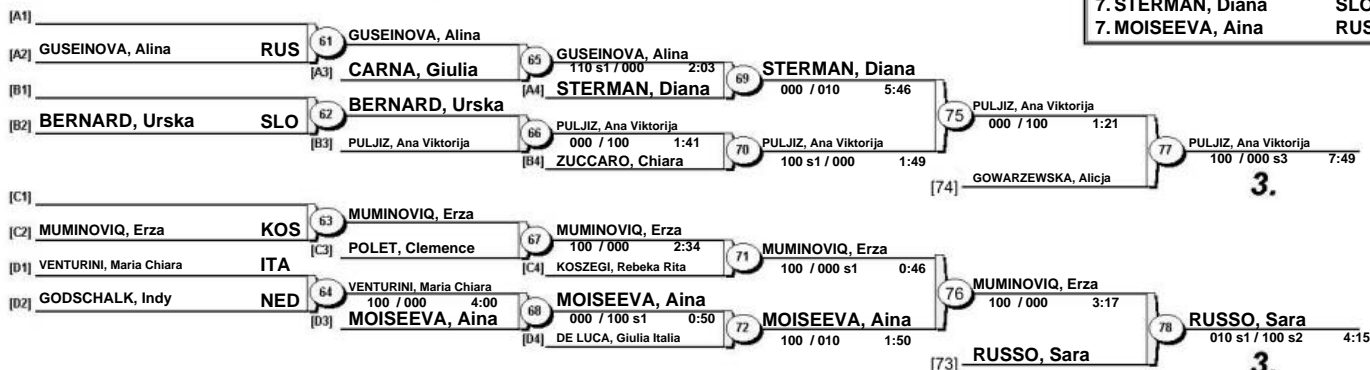 7. STERMAN, Diana SLO
7. MOISEEVA, Aina RUS
[A1]
[A2] GUSEINOVA, Alina RUS
61
GUSEINOVA, Alina
[A3] CARNA, Giulia
65
GUSEINOVA, Alina
110 s1 / 000 2:03
[A4] STERMAN, Diana
69
STERMAN, Diana
000 / 010 5:46
[B1]
[B2] BERNARD, Urska SLO
62
BERNARD, Urska
[B3] PULJIZ, Ana Viktorija
66
PULJIZ, Ana Viktorija
000 / 100 1:41
[B4] ZUCCARO, Chiara
70
PULJIZ, Ana Viktorija
100 s1 / 000 1:49
75
PULJIZ, Ana Viktorija
000 / 100 1:21
[74] GOWARZEWSKA, Alicja
77
PULJIZ, Ana Viktorija
100 / 000 s3 7:49
3.
[C1]
[C2] MUMINOVIQ, Erza KOS
63
MUMINOVIQ, Erza
[C3] POLET, Clemence
67
MUMINOVIQ, Erza
100 / 000 2:34
[C4] KOSZEGI, Rebeka Rita
71
MUMINOVIQ, Erza
100 / 000 s1 0:46
[D1] VENTURINI, Maria Chiara ITA
[D2] GODSCHALK, Indy NED
64
VENTURINI, Maria Chiara
100 / 000 4:00
[D3] MOISEEVA, Aina
68
MOISEEVA, Aina
000 / 100 s1 0:50
[D4] DE LUCA, Giulia Italia
72
MOISEEVA, Aina
100 / 010 1:50
76
MUMINOVIQ, Erza
100 / 000 3:17
[73] RUSSO, Sara
78
RUSSO, Sara
010 s1 / 100 s2 4:15
3.